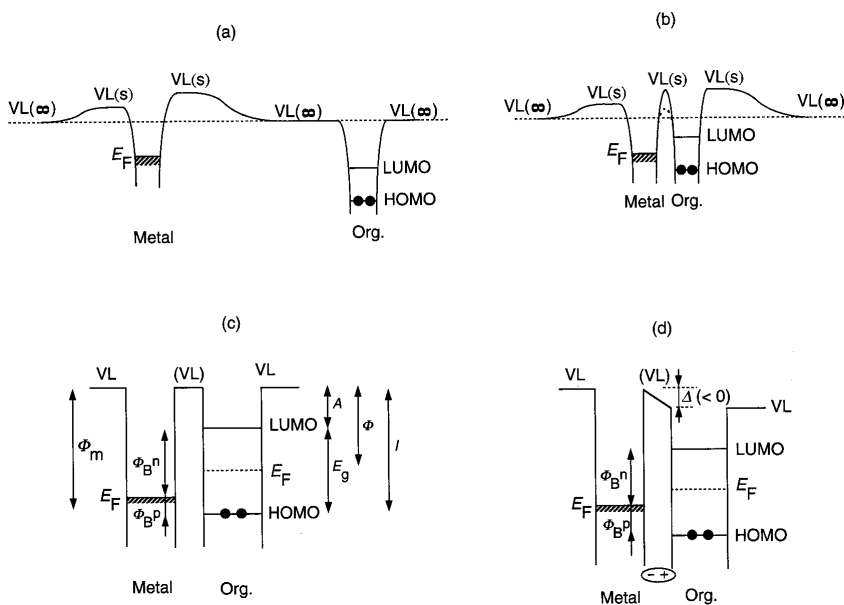 (a)
VL(∞)
VL(s)
VL(s)
VL(∞)
VL(∞)
E_F
LUMO
HOMO
Metal
Org.
(b)
VL(∞)
VL(s)
VL(s)
VL(s)
VL(∞)
E_F
LUMO
HOMO
Metal Org.
(c)
VL
(VL)
VL
Φ_m
Φ_B^n
E_F
Φ_B^p
LUMO
E_F
HOMO
A
E_g
Φ
I
Metal
Org.
(d)
VL
(VL)
Δ (< 0)
VL
Φ_B^n
E_F
Φ_B^p
LUMO
E_F
HOMO
- +
Metal
Org.